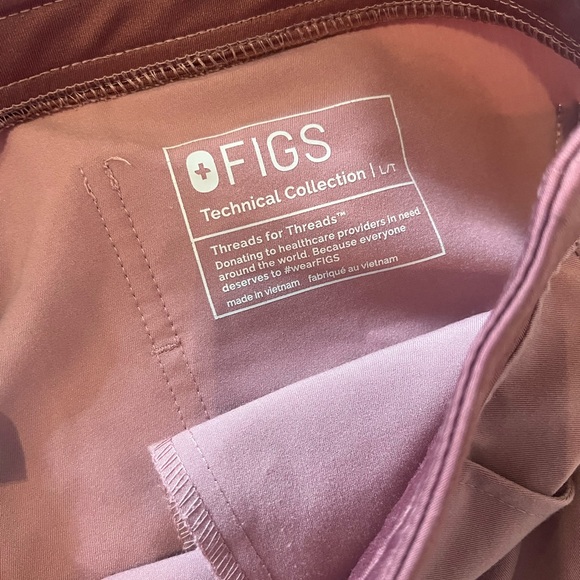 FIGS
Technical Collection | L/T
Threads for Threads™
Donating to healthcare providers in need
around the world. Because everyone
deserves to #wearFIGS
made in vietnam fabriqué au vietnam